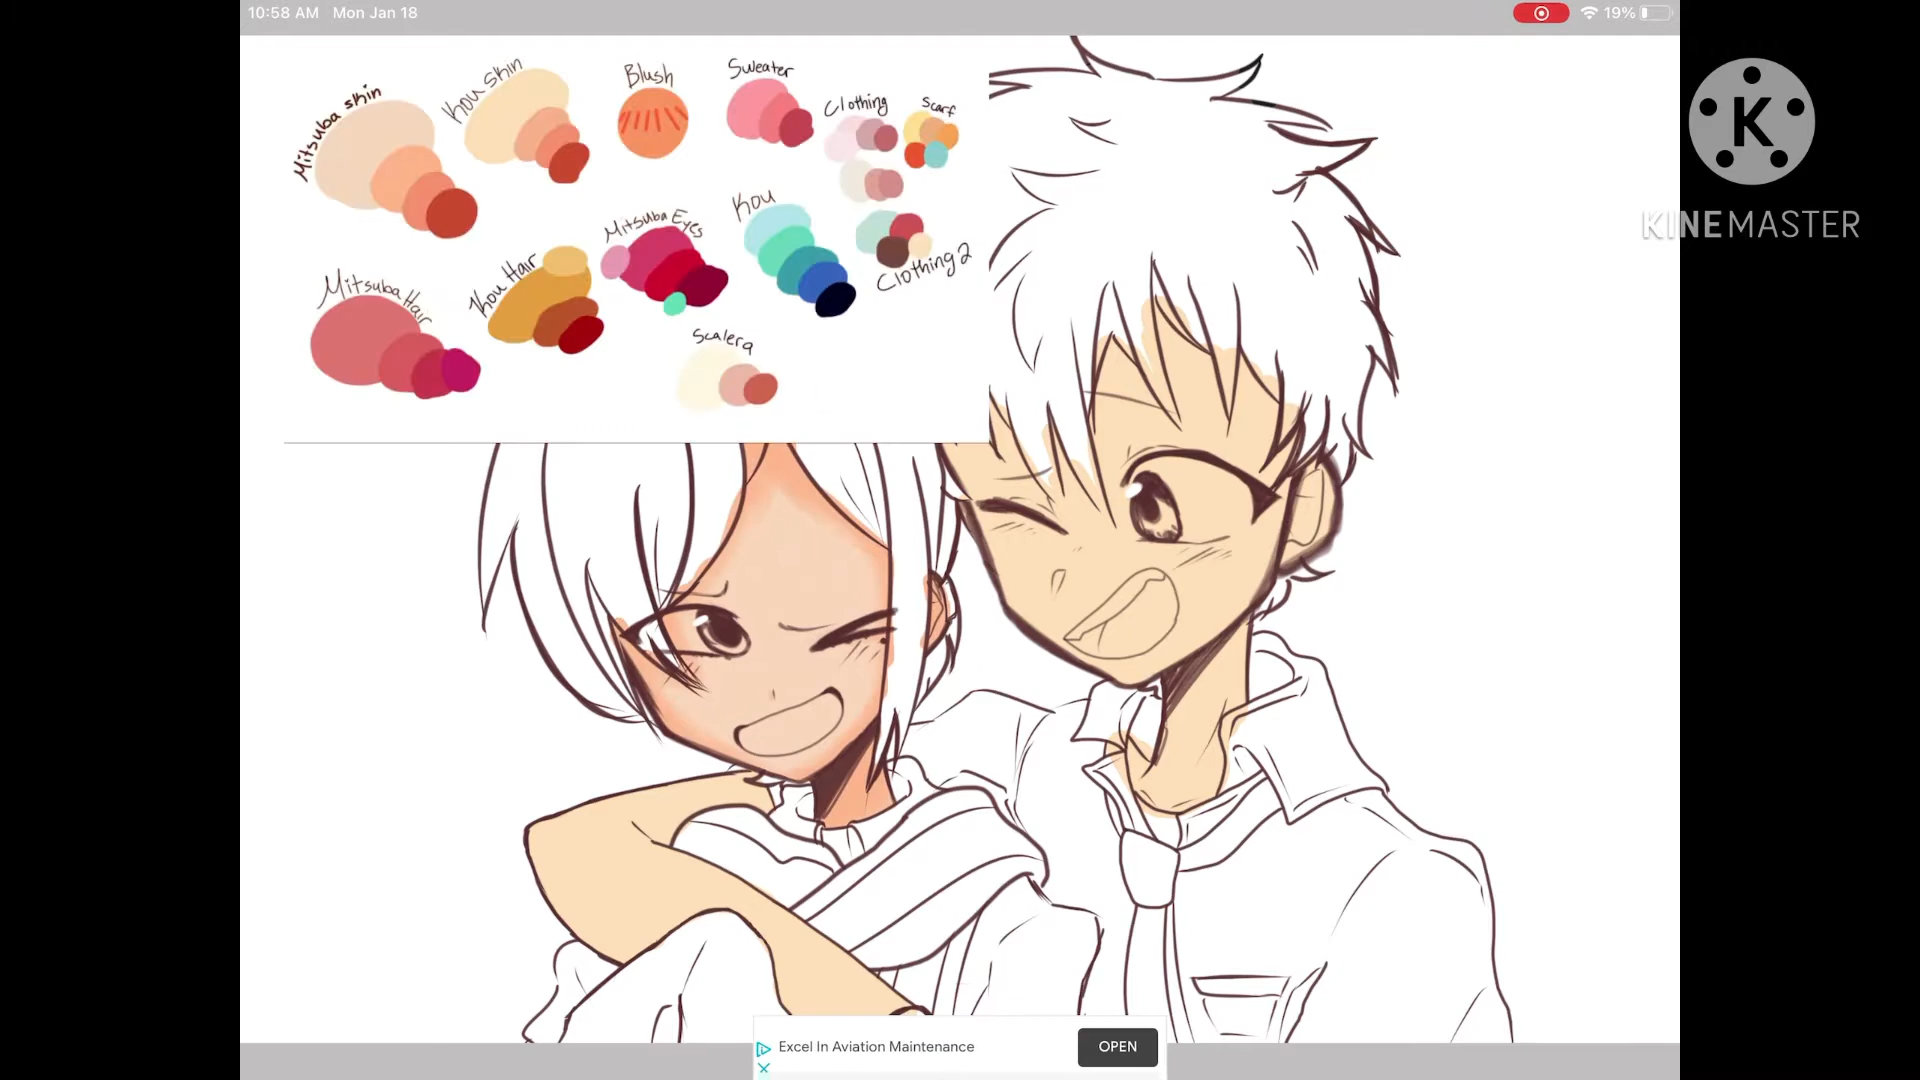 10:58 AM Mon Jan 18
19%
K
KINEMASTER
Mitsuba skin
Kou skin
Blush
Sweater
Clothing
Scarf
Mitsuba Hair
Kou Hair
Mitsuba Eyes
Kou
Clothing 2
Scalera
Excel In Aviation Maintenance
OPEN